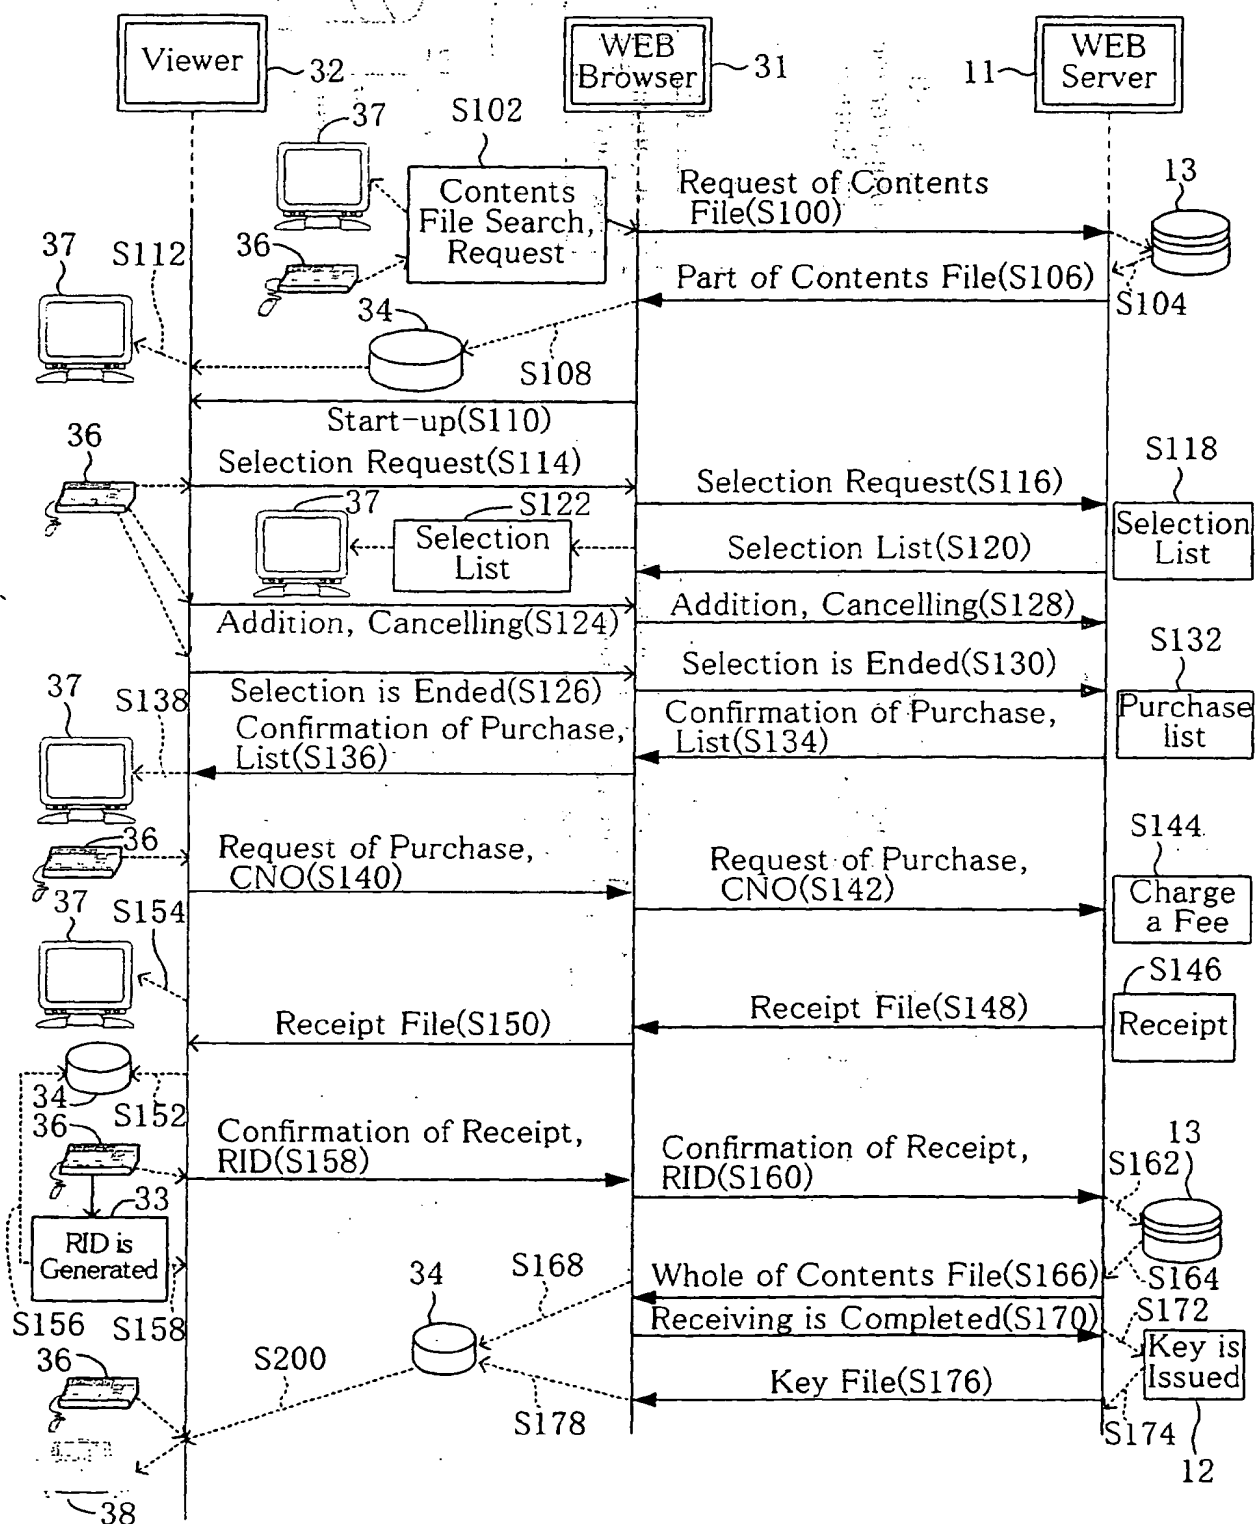 Viewer
32
WEB
Browser
31
11
WEB
Server
37
S102
Contents
File Search,
Request
Request of Contents
File(S100)
13
37
S112
36
Part of Contents File(S106)
S104
34
S108
Start-up(S110)
36
Selection Request(S114)
Selection Request(S116)
S118
Selection
List
37
S122
Selection
List
Selection List(S120)
Addition, Cancelling(S124)
Addition, Cancelling(S128)
Selection is Ended(S126)
Selection is Ended(S130)
S132
Purchase
list
37
S138
Confirmation of Purchase,
List(S136)
Confirmation of Purchase,
List(S134)
36
Request of Purchase,
CNO(S140)
Request of Purchase,
CNO(S142)
S144
Charge
a Fee
37
S154
S146
Receipt
Receipt File(S148)
Receipt File(S150)
34
S152
36
Confirmation of Receipt,
RID(S158)
Confirmation of Receipt,
RID(S160)
S162
13
33
RID is
Generated
S156
S158
34
S168
Whole of Contents File(S166)
S164
Receiving is Completed(S170)
S172
Key is
Issued
36
S200
S178
Key File(S176)
S174
12
38